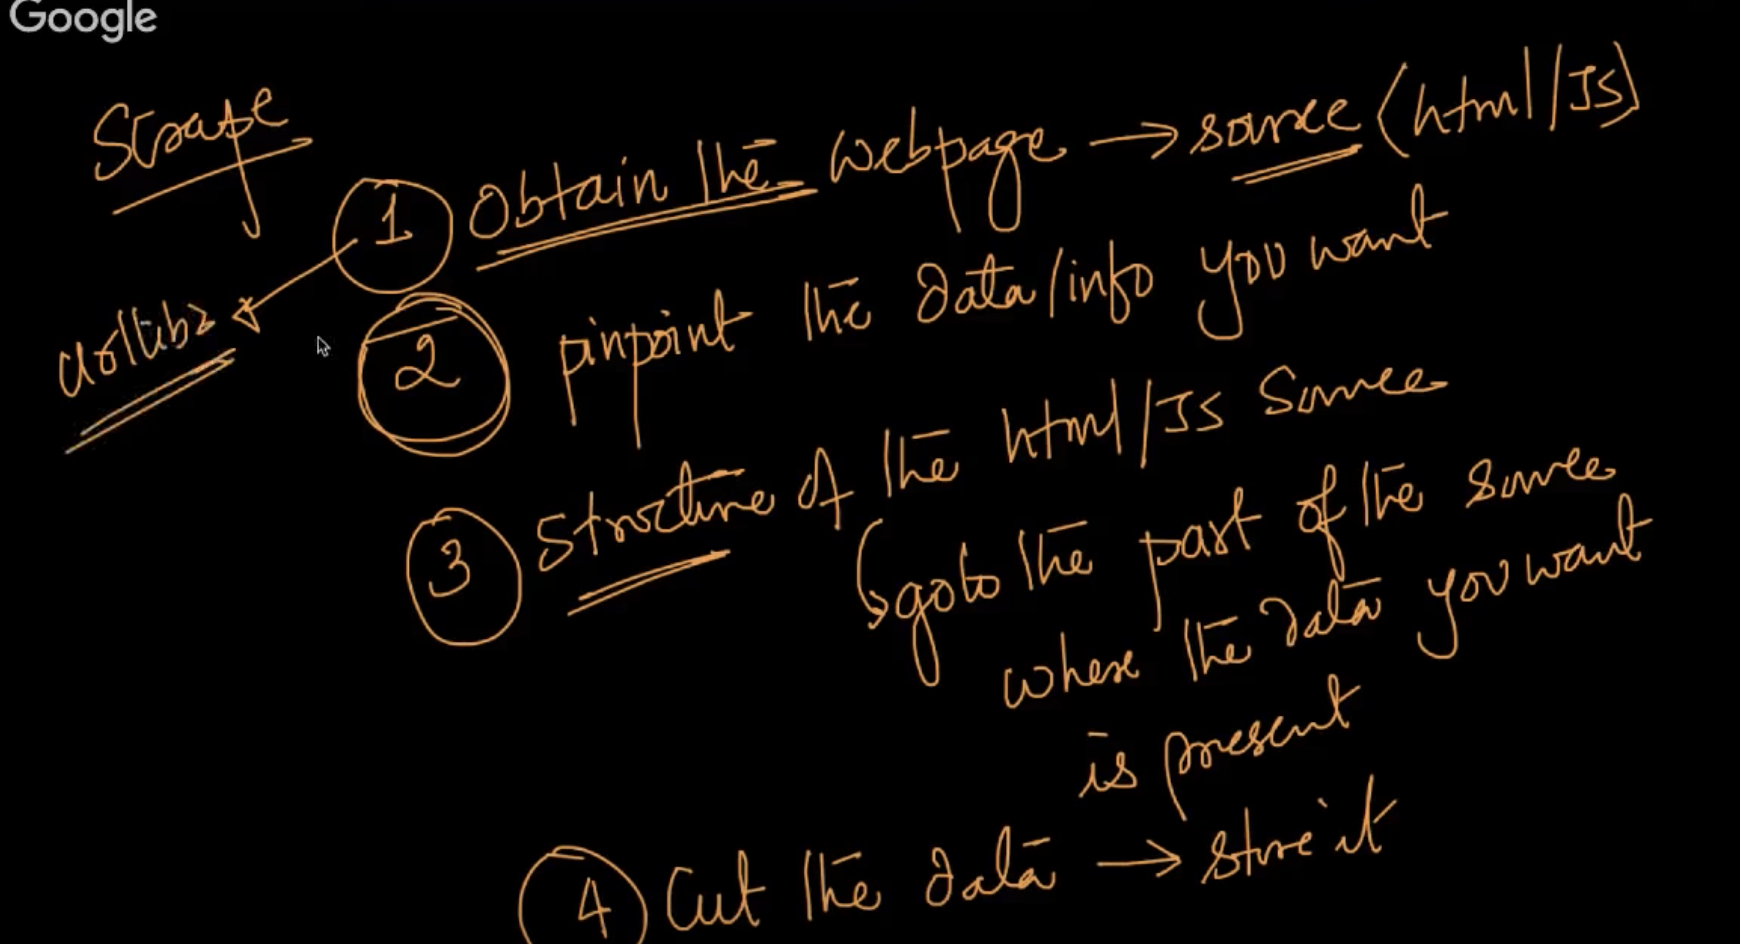 Google
Scrape
1 Obtain the webpage → source (html/JS)
urllib2
2 pinpoint the data/info you want
3 Structure of the html/JS Source
goto the part of the source
where the data you want
is present
4 Cut the data → store it